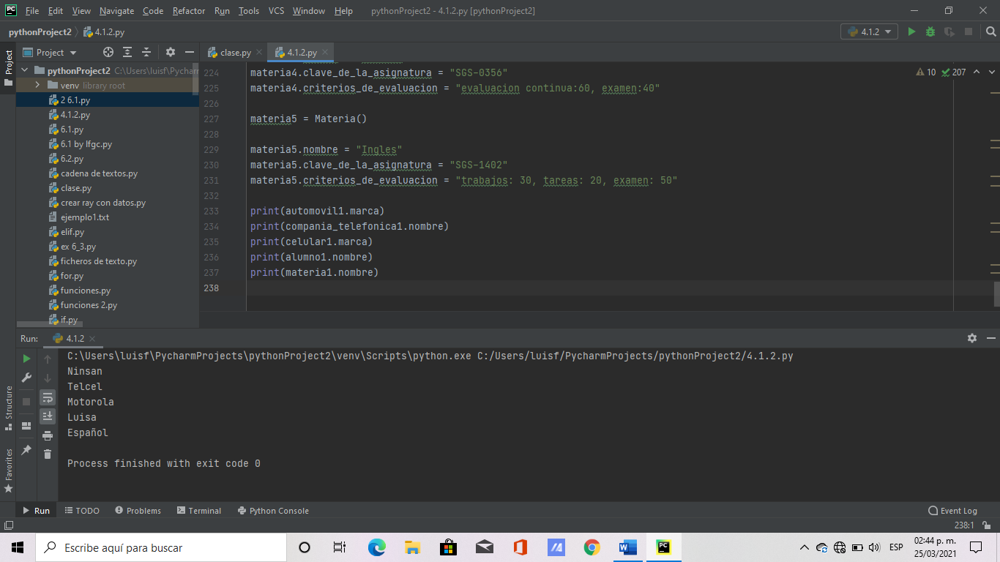 PC File Edit View Navigate Code Refactor Run Tools VCS Window Help pythonProject2 - 4.1.2.py [pythonProject2]
pythonProject2 4.1.2.py 4.1.2
Project
Project
clase.py 4.1.2.py
pythonProject2 C:\Users\luisf\Pycharm
venv library root
2 6.1.py
4.1.2.py
6.1.py
6.1 by lfgc.py
6.2.py
cadena de textos.py
clase.py
crear ray con datos.py
ejemplo1.txt
elif.py
ex 6_3.py
ficheros de texto.py
for.py
funciones.py
funciones 2.py
if.py
10 207
224 materia4.clave_de_la_asignatura = "SGS-0356"
225 materia4.criterios_de_evaluacion = "evaluacion continua:60, examen:40"
226
227 materia5 = Materia()
228
229 materia5.nombre = "Ingles"
230 materia5.clave_de_la_asignatura = "SGS-1402"
231 materia5.criterios_de_evaluacion = "trabajos: 30, tareas: 20, examen: 50"
232
233 print(automovil1.marca)
234 print(compania_telefonica1.nombre)
235 print(celular1.marca)
236 print(alumno1.nombre)
237 print(materia1.nombre)
238
Run: 4.1.2
C:\Users\luisf\PycharmProjects\pythonProject2\venv\Scripts\python.exe C:/Users/luisf/PycharmProjects/pythonProject2/4.1.2.py
Ninsan
Telcel
Motorola
Luisa
Español
Process finished with exit code 0
Structure
Favorites
Run TODO Problems Terminal Python Console Event Log
238:1
Escribe aquí para buscar
ESP
02:44 p. m.
25/03/2021